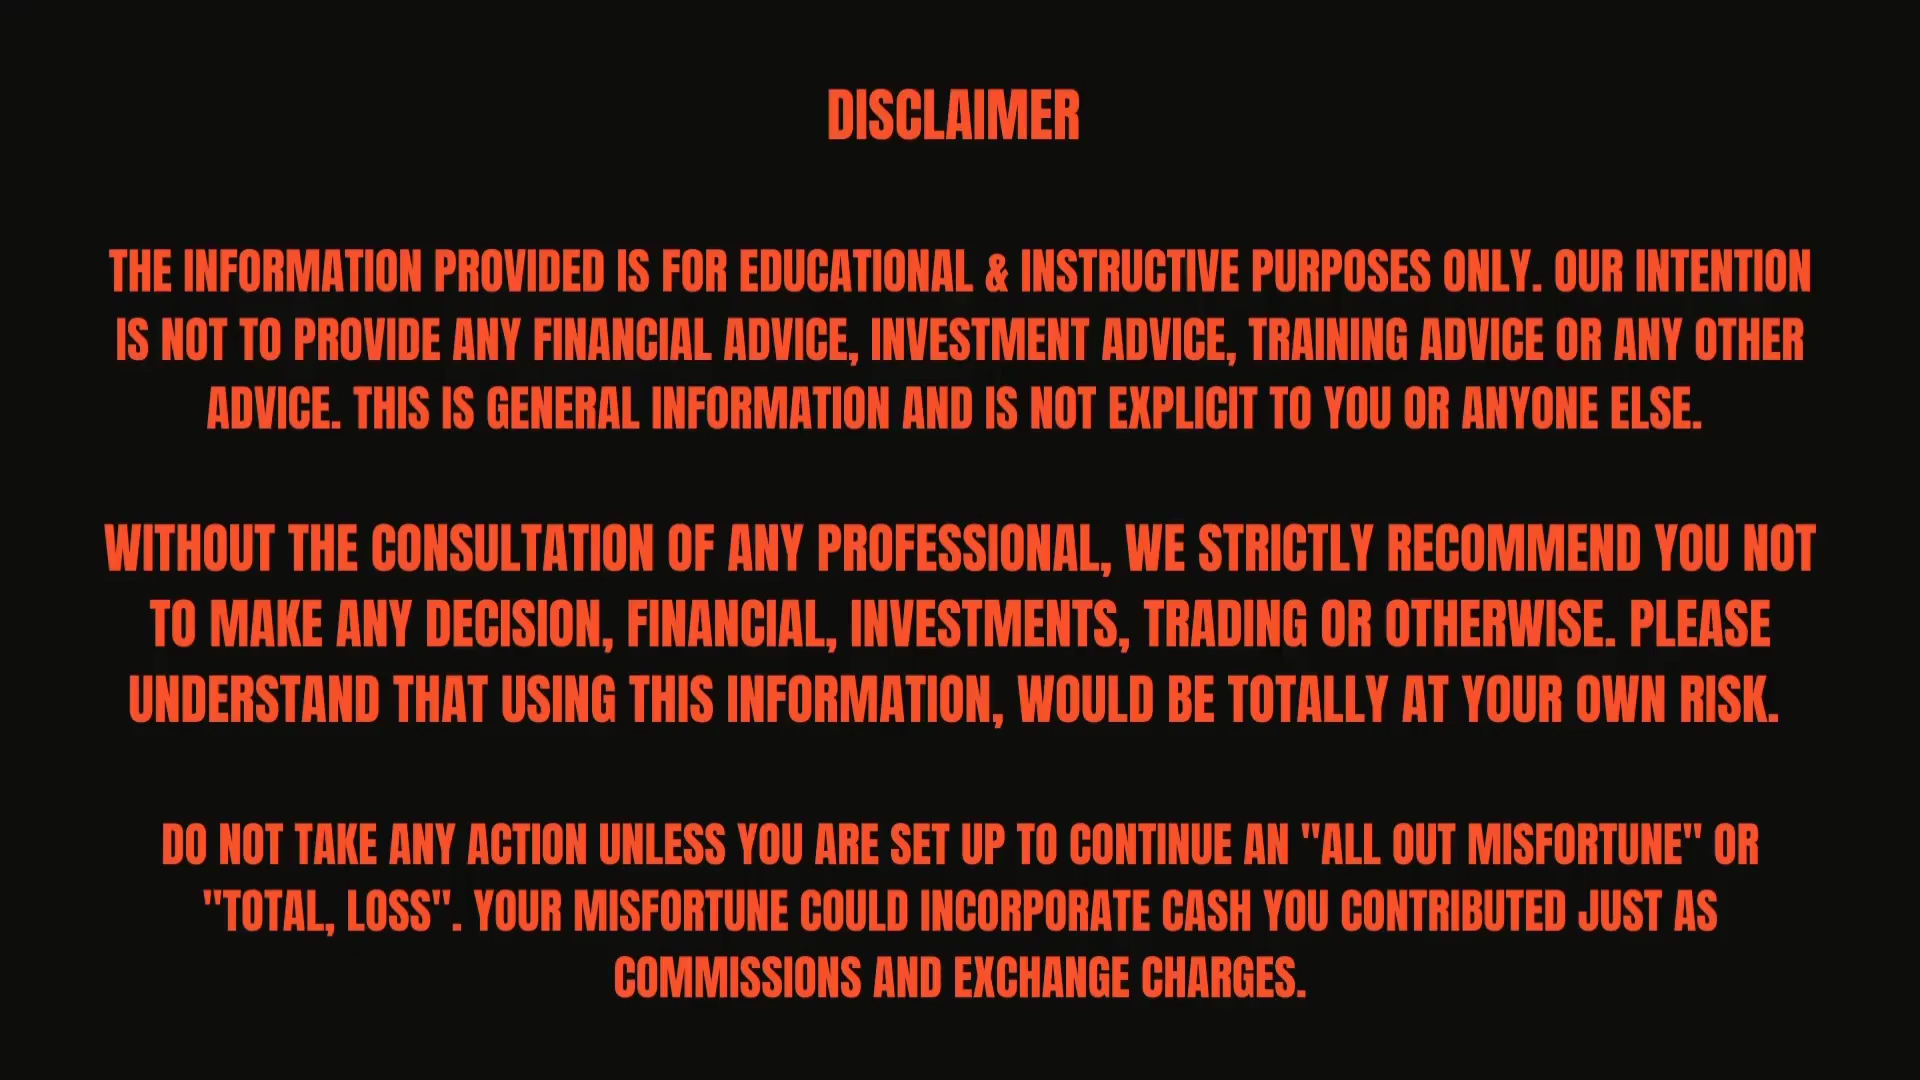 DISCLAIMER
THE INFORMATION PROVIDED IS FOR EDUCATIONAL & INSTRUCTIVE PURPOSES ONLY. OUR INTENTION
IS NOT TO PROVIDE ANY FINANCIAL ADVICE, INVESTMENT ADVICE, TRAINING ADVICE OR ANY OTHER
ADVICE. THIS IS GENERAL INFORMATION AND IS NOT EXPLICIT TO YOU OR ANYONE ELSE.
WITHOUT THE CONSULTATION OF ANY PROFESSIONAL, WE STRICTLY RECOMMEND YOU NOT
TO MAKE ANY DECISION, FINANCIAL, INVESTMENTS, TRADING OR OTHERWISE. PLEASE
UNDERSTAND THAT USING THIS INFORMATION, WOULD BE TOTALLY AT YOUR OWN RISK.
DO NOT TAKE ANY ACTION UNLESS YOU ARE SET UP TO CONTINUE AN "ALL OUT MISFORTUNE" OR
"TOTAL, LOSS". YOUR MISFORTUNE COULD INCORPORATE CASH YOU CONTRIBUTED JUST AS
COMMISSIONS AND EXCHANGE CHARGES.